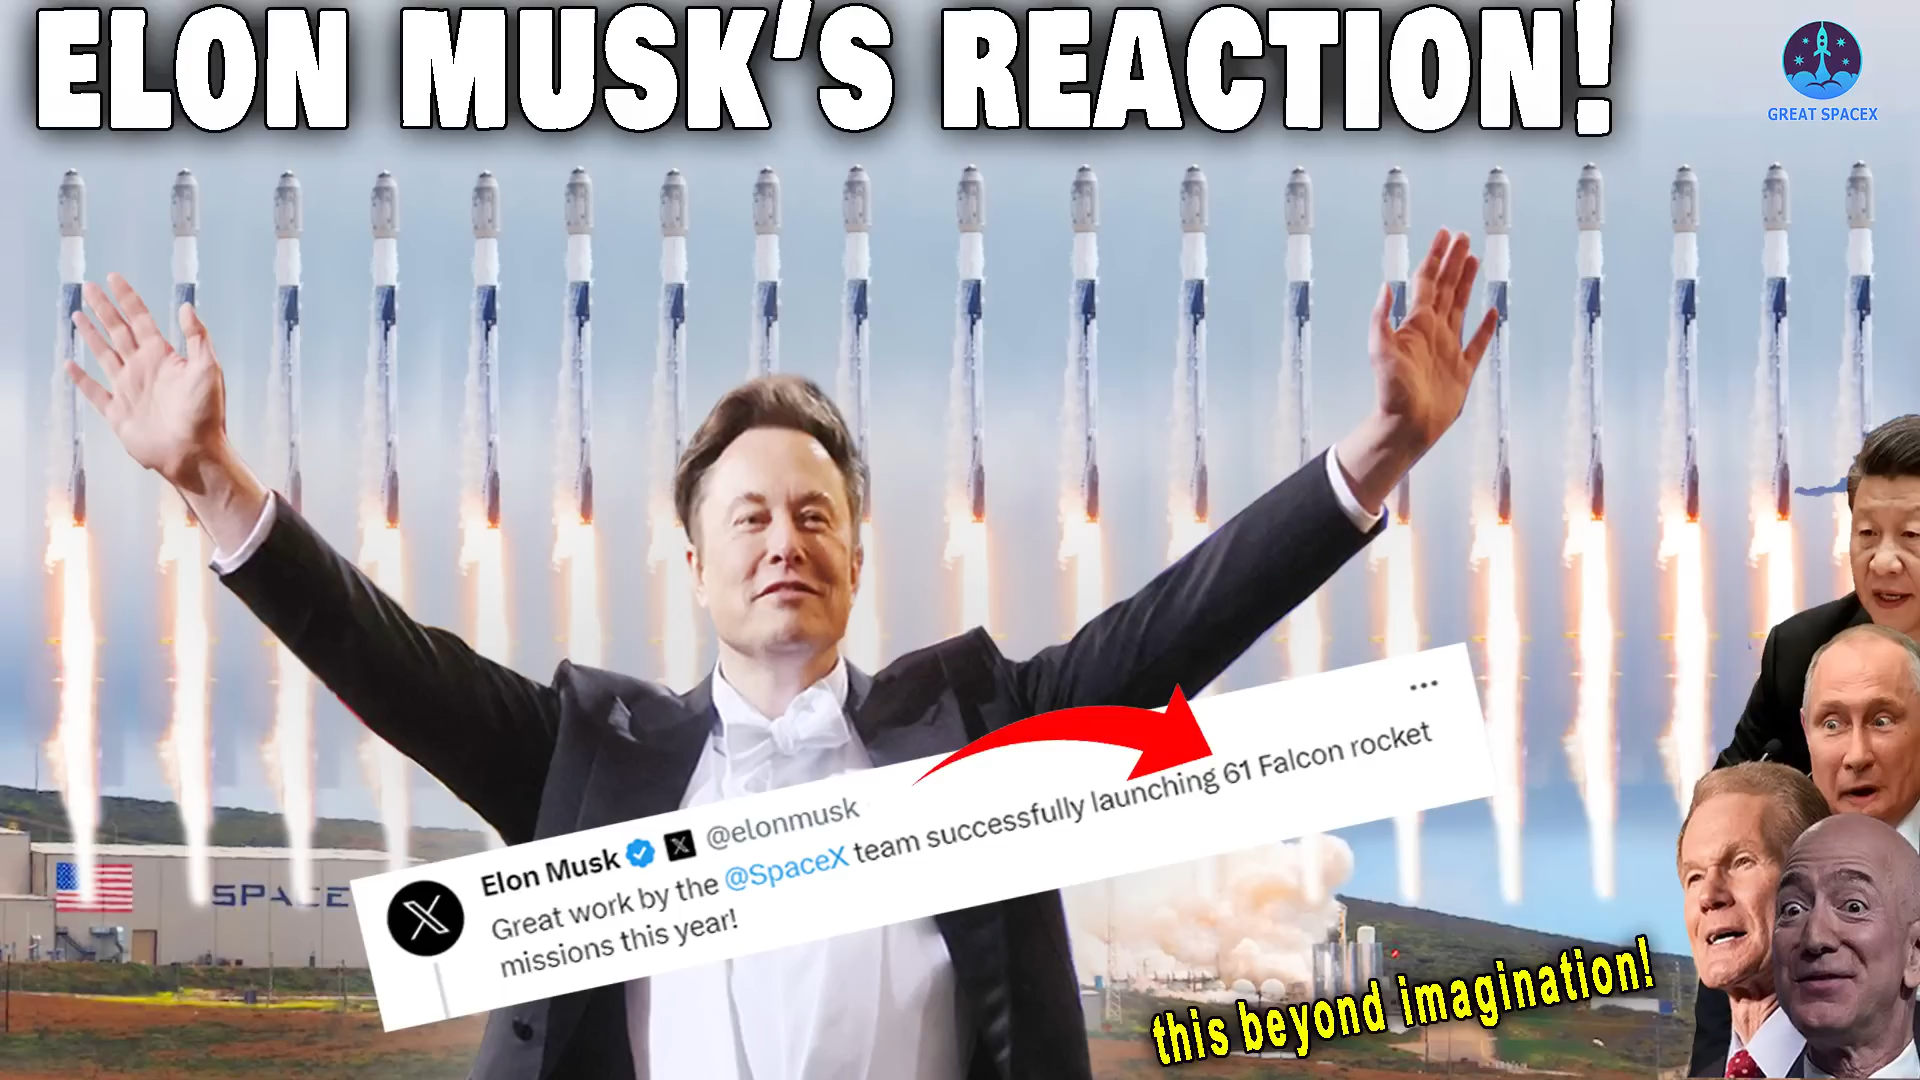 ELON MUSK'S REACTION!
GREAT SPACEX
Elon Musk X @elonmusk
Great work by the @SpaceX team successfully launching 61 Falcon rocket
missions this year!
SPACE
this beyond imagination!